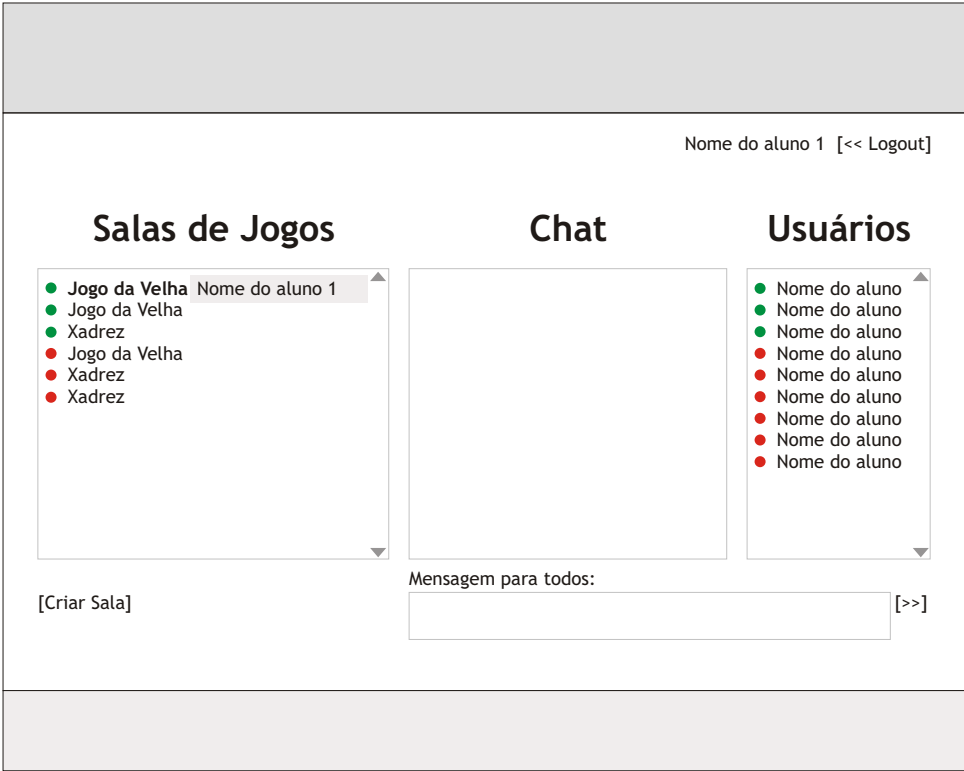 Nome do aluno 1 [<< Logout]
Salas de Jogos
Jogo da Velha Nome do aluno 1
Jogo da Velha
Xadrez
Jogo da Velha
Xadrez
Xadrez
[Criar Sala]
Chat
Mensagem para todos:
[>>]
Usuários
Nome do aluno
Nome do aluno
Nome do aluno
Nome do aluno
Nome do aluno
Nome do aluno
Nome do aluno
Nome do aluno
Nome do aluno